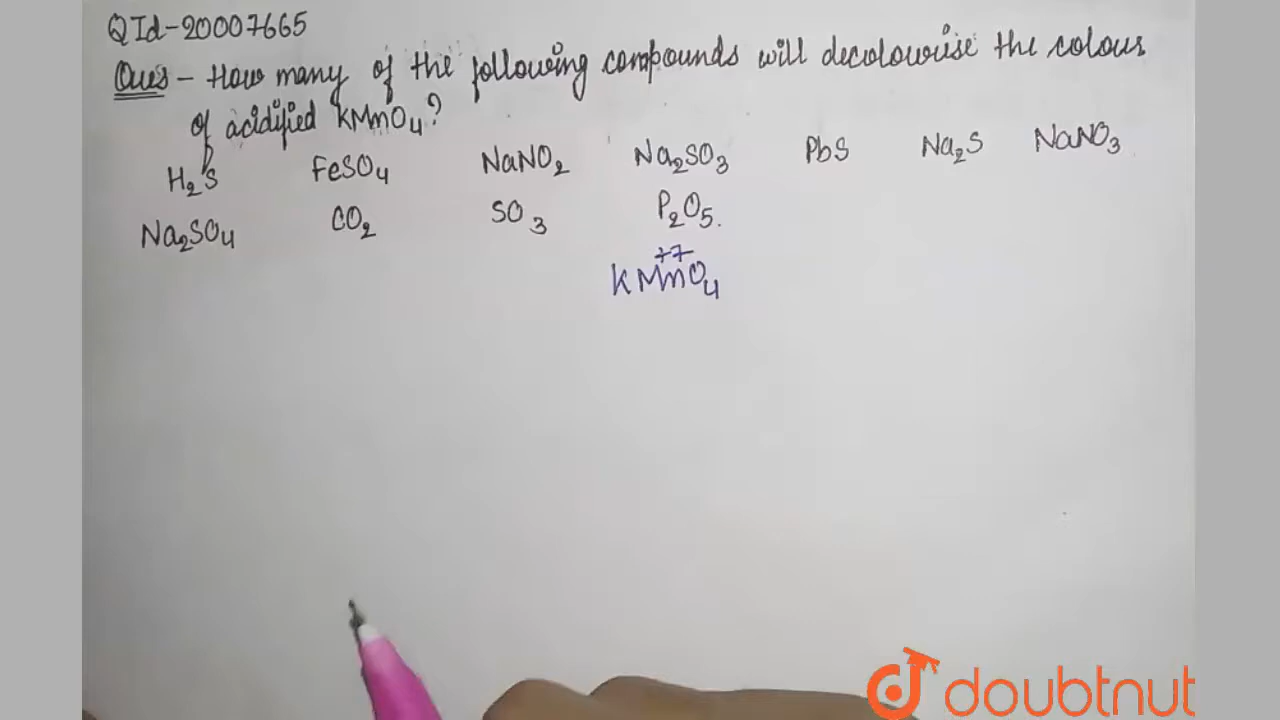 QId-20007665
Ques - How many of the following compounds will decolourise the colour
of acidified KMnO4?
H2S FeSO4 NaNO2 Na2SO3 PbS Na2S NaNO3
Na2SO4 CO2 SO3 P2O5.
+7
KMnO4
doubtnut